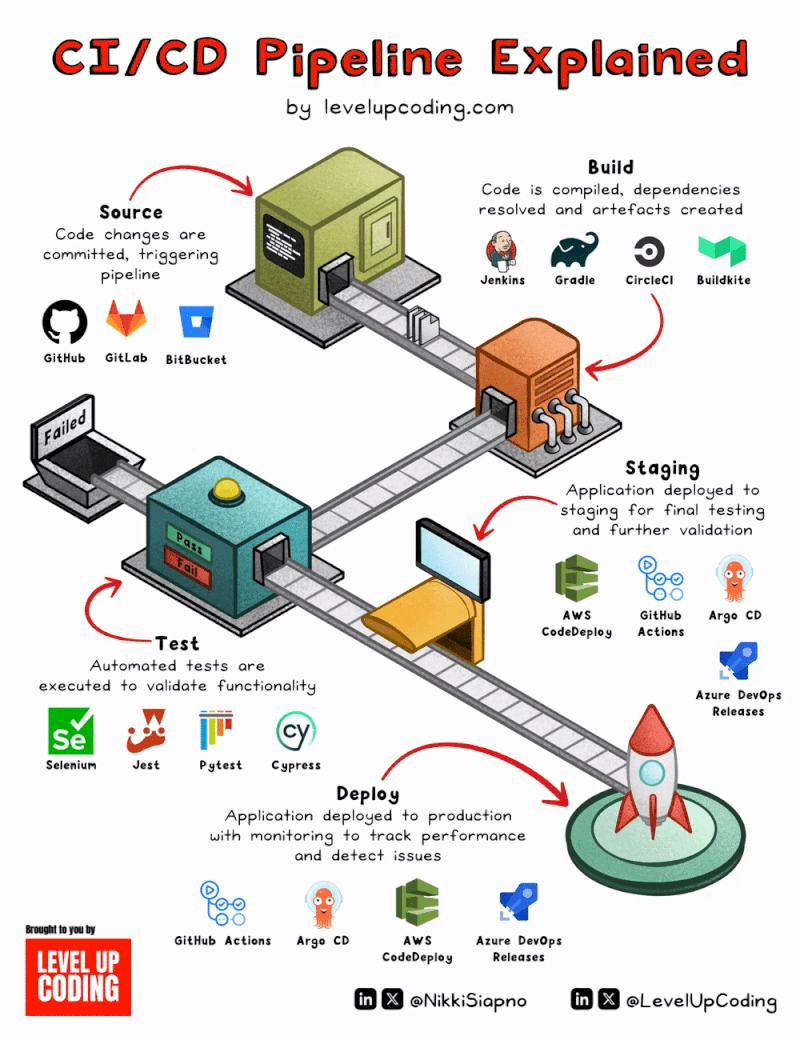 CI/CD Pipeline Explained
by levelupcoding.com
Source
Code changes are
committed, triggering
pipeline
GitHub
GitLab
BitBucket
Build
Code is compiled, dependencies
resolved and artefacts created
Jenkins
Gradle
CircleCI
Buildkite
Failed
Pass
Fail
Staging
Application deployed to
staging for final testing
and further validation
AWS
CodeDeploy
GitHub
Actions
Argo CD
Azure DevOps
Releases
Test
Automated tests are
executed to validate functionality
Se
Selenium
Jest
Pytest
cy
Cypress
Deploy
Application deployed to production
with monitoring to track performance
and detect issues
GitHub Actions
Argo CD
AWS
CodeDeploy
Azure DevOps
Releases
Brought to you by
LEVEL UP
CODING
in X @NikkiSiapno
in X @LevelUpCoding